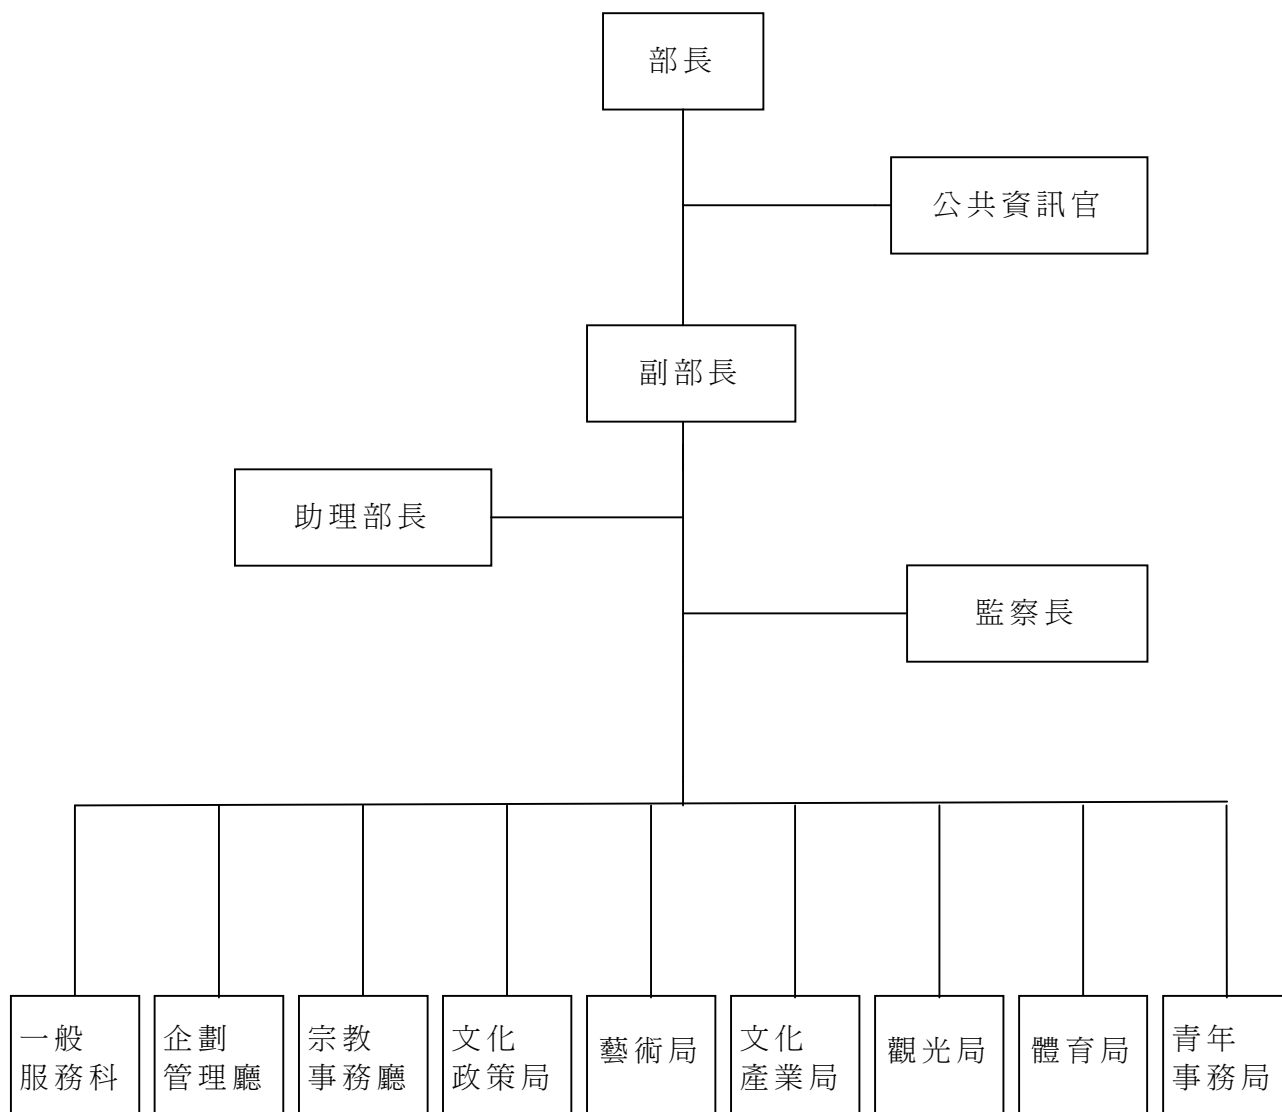 部長
公共資訊官
副部長
助理部長
監察長
一般
服務科
企劃
管理廳
宗教
事務廳
文化
政策局
藝術局
文化
產業局
觀光局
體育局
青年
事務局